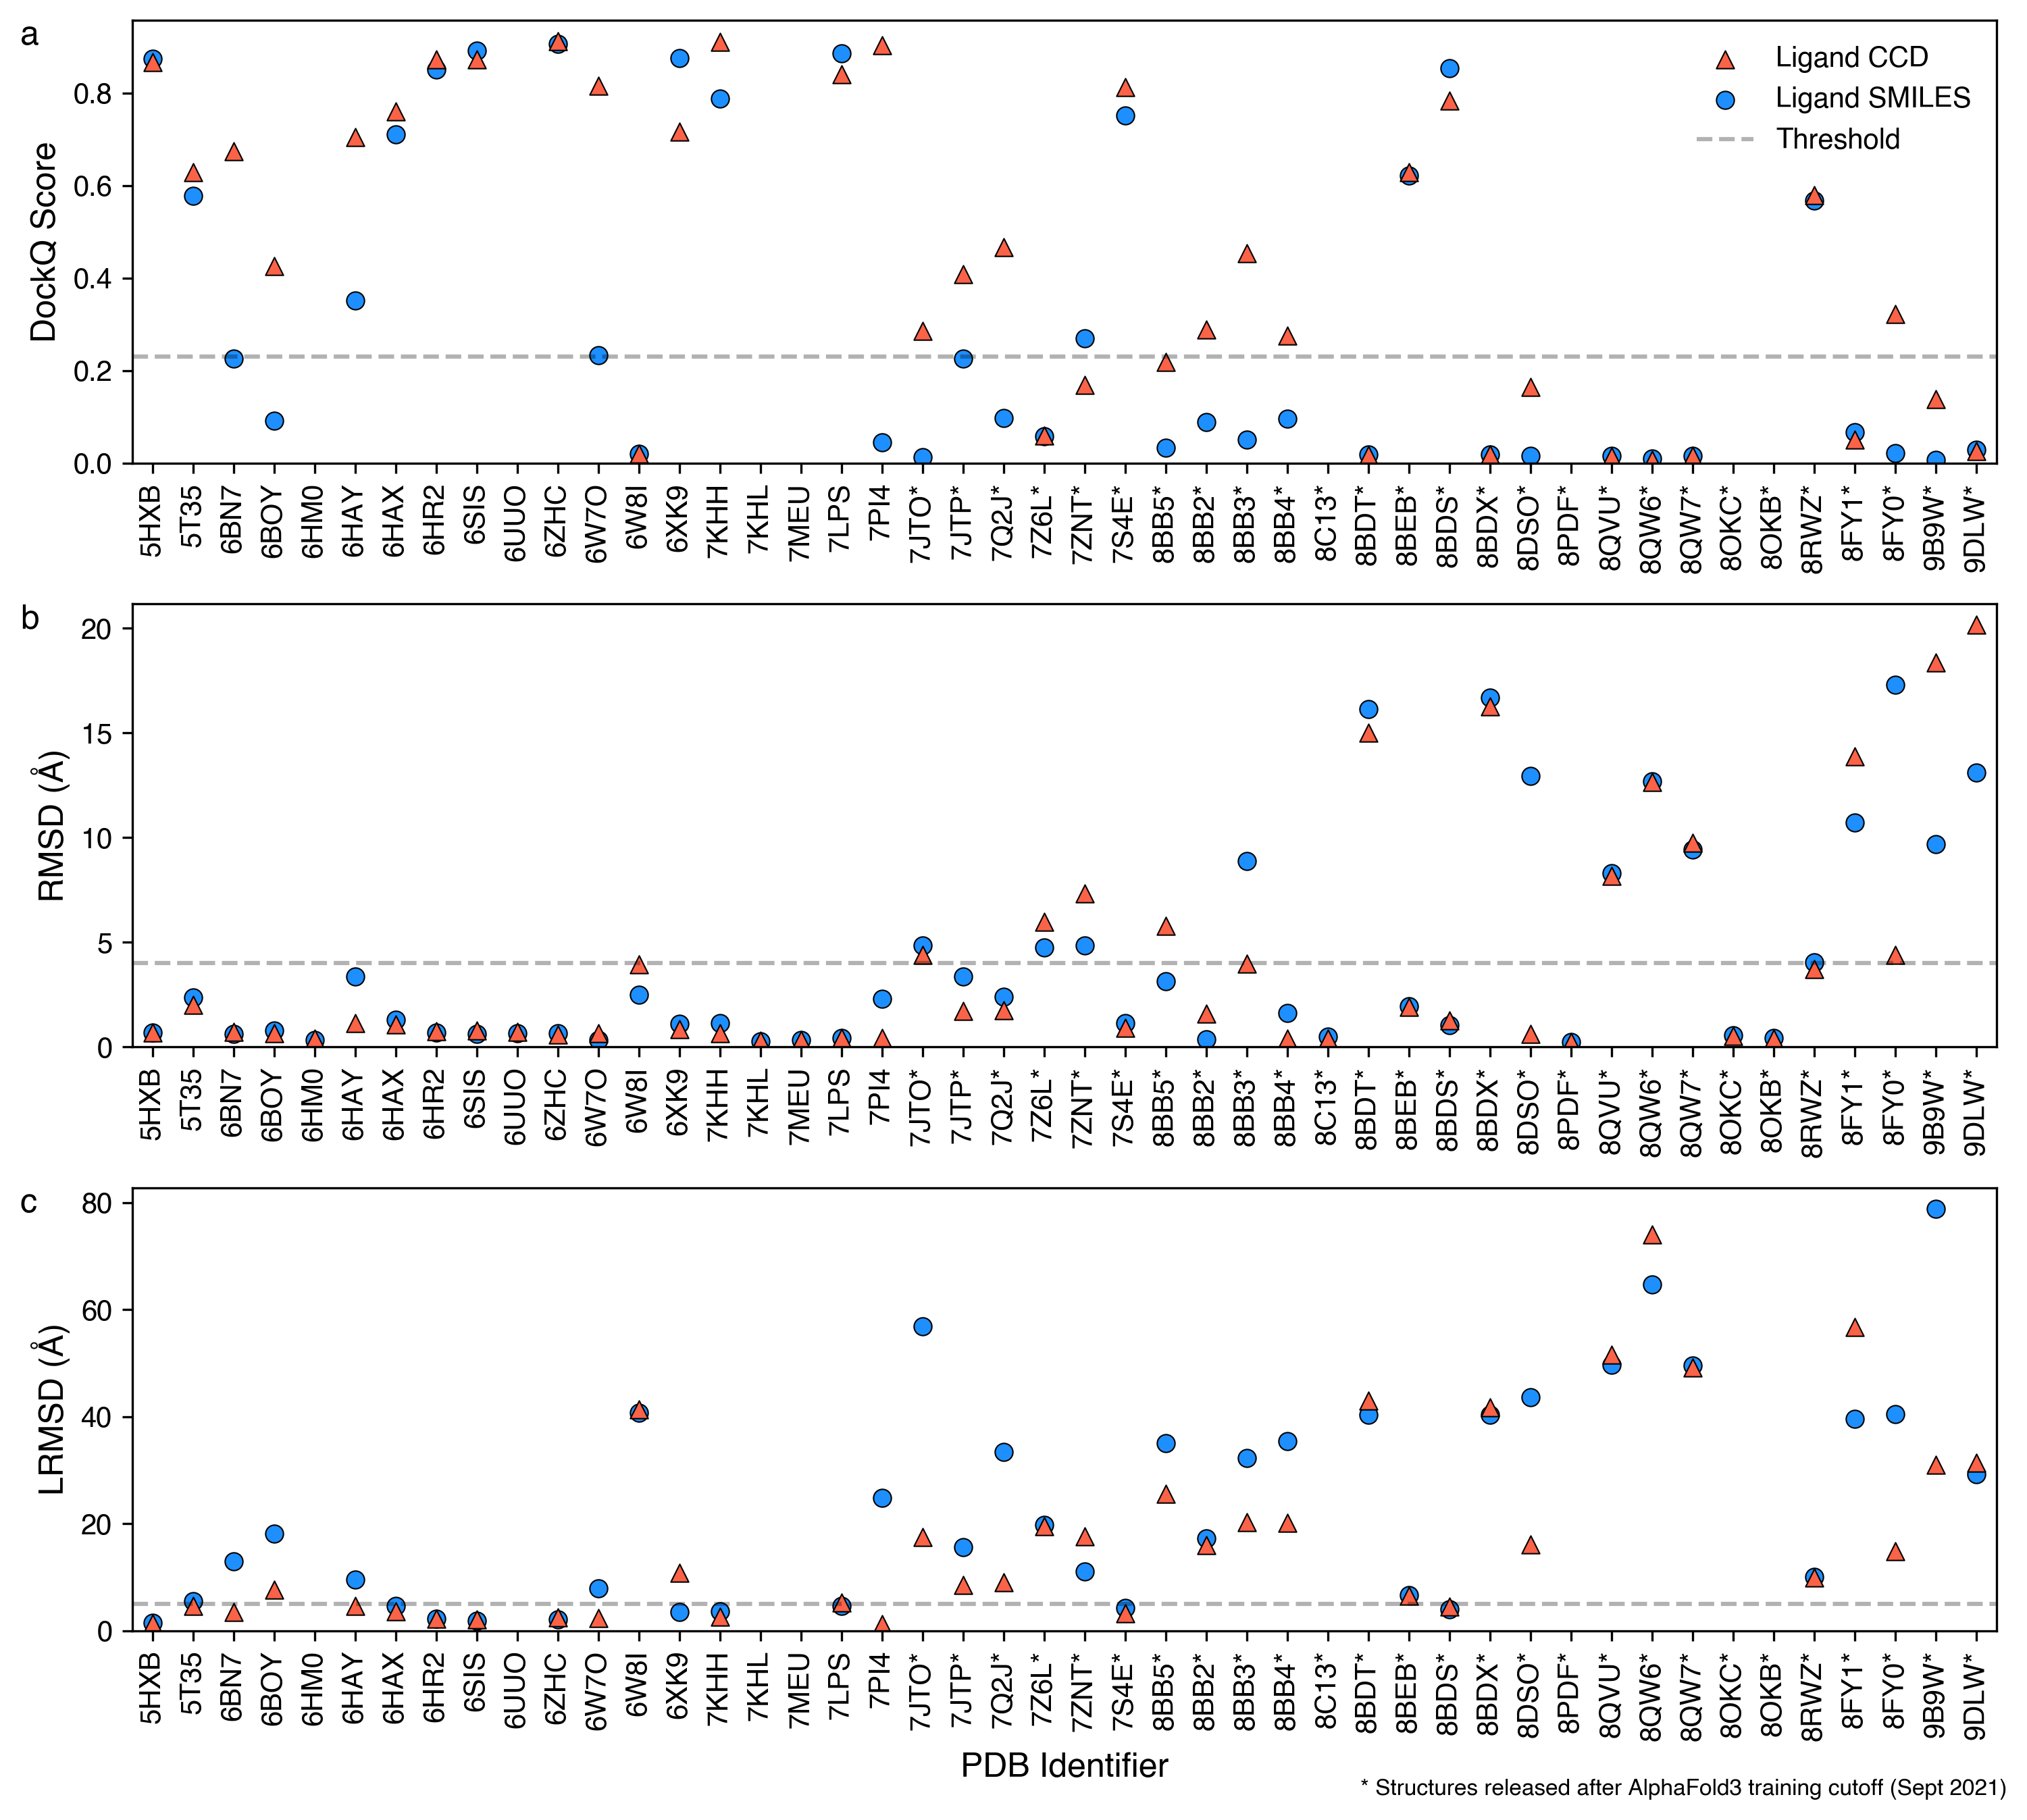 a
Ligand CCD
Ligand SMILES
Threshold
DockQ Score
0.8
0.6
0.4
0.2
0.0
5HXB 5T35 6BN7 6BOY 6HM0 6HAY 6HAX 6HR2 6SIS 6UUO 6ZHC 6W7O 6W8I 6XK9 7KHH 7KHL 7MEU 7LPS 7PI4 7JTO* 7JTP* 7Q2J* 7Z6L* 7ZNT* 7S4E* 8BB5* 8BB2* 8BB3* 8BB4* 8C13* 8BDT* 8BEB* 8BDS* 8BDX* 8DSO* 8PDF* 8QVU* 8QW6* 8QW7* 8OKC* 8OKB* 8RWZ* 8FY1* 8FY0* 9B9W* 9DLW*
b
RMSD (Å)
20
15
10
5
0
5HXB 5T35 6BN7 6BOY 6HM0 6HAY 6HAX 6HR2 6SIS 6UUO 6ZHC 6W7O 6W8I 6XK9 7KHH 7KHL 7MEU 7LPS 7PI4 7JTO* 7JTP* 7Q2J* 7Z6L* 7ZNT* 7S4E* 8BB5* 8BB2* 8BB3* 8BB4* 8C13* 8BDT* 8BEB* 8BDS* 8BDX* 8DSO* 8PDF* 8QVU* 8QW6* 8QW7* 8OKC* 8OKB* 8RWZ* 8FY1* 8FY0* 9B9W* 9DLW*
c
LRMSD (Å)
80
60
40
20
0
5HXB 5T35 6BN7 6BOY 6HM0 6HAY 6HAX 6HR2 6SIS 6UUO 6ZHC 6W7O 6W8I 6XK9 7KHH 7KHL 7MEU 7LPS 7PI4 7JTO* 7JTP* 7Q2J* 7Z6L* 7ZNT* 7S4E* 8BB5* 8BB2* 8BB3* 8BB4* 8C13* 8BDT* 8BEB* 8BDS* 8BDX* 8DSO* 8PDF* 8QVU* 8QW6* 8QW7* 8OKC* 8OKB* 8RWZ* 8FY1* 8FY0* 9B9W* 9DLW*
PDB Identifier
* Structures released after AlphaFold3 training cutoff (Sept 2021)